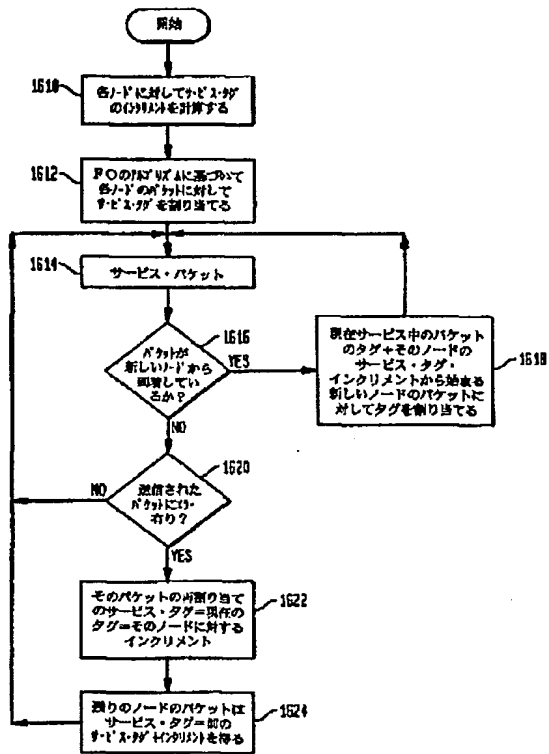 開始
1610
各ノードに対してサービス・タグ
のインクリメントを計算する
1612
FQのアルゴリズムに基づいて
各ノードのパケットに対して
サービス・タグを割り当てる
1614
サービス・パケット
1616
パケットが
新しいノードから
到着してい
るか？
YES
NO
1618
現在サービス中のパケット
のタグ+そのノードの
サービス・タグ・
インクリメントから始まる
新しいノードのパケットに
対してタグを割り当てる
1620
送信された
パケットにエラー
有り？
NO
YES
1622
そのパケットの再割り当て
のサービス・タグ=現在の
タグ=そのノードに対する
インクリメント
1624
残りのノードのパケットは
サービス・タグ=前の
サービス・タグ+インクリメントを得る